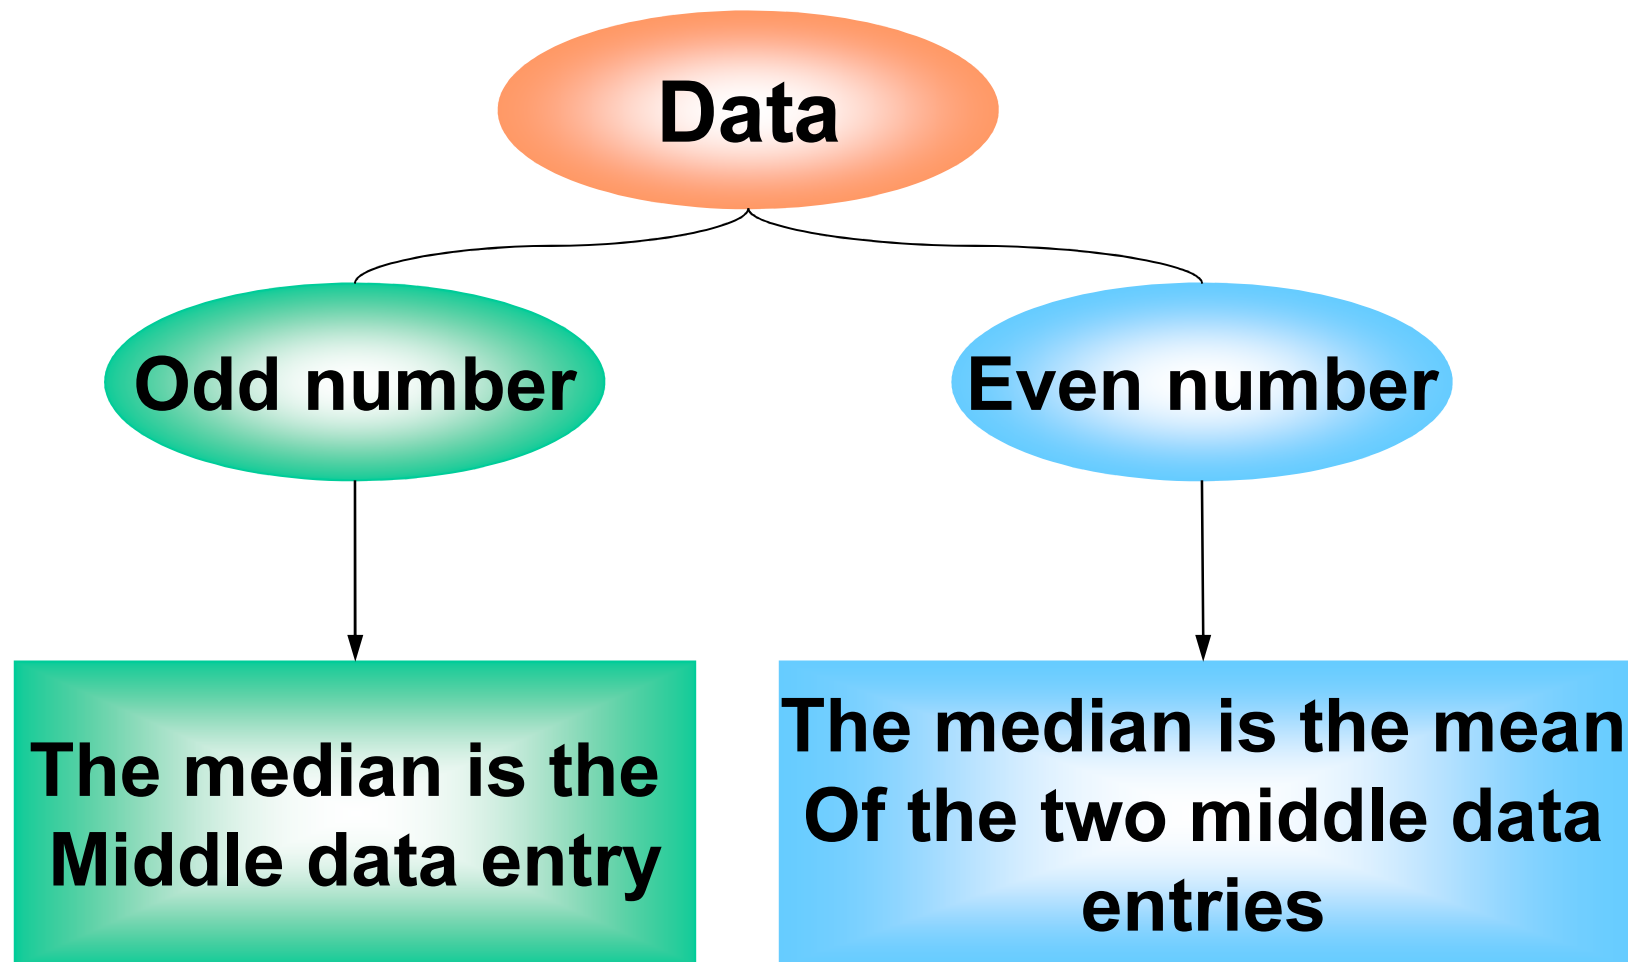 Data
Odd number
Even number
The median is the
Middle data entry
The median is the mean
Of the two middle data
entries